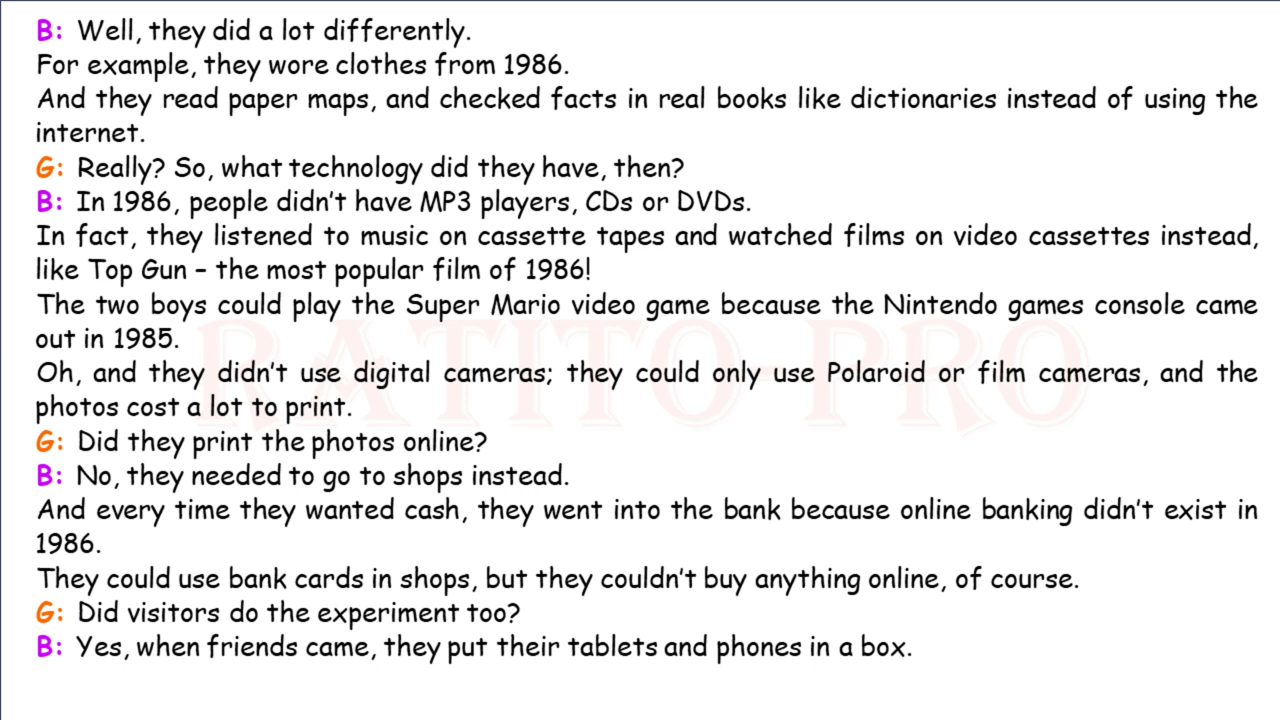 B: Well, they did a lot differently.
For example, they wore clothes from 1986.
And they read paper maps, and checked facts in real books like dictionaries instead of using the
internet.
G: Really? So, what technology did they have, then?
B: In 1986, people didn't have MP3 players, CDs or DVDs.
In fact, they listened to music on cassette tapes and watched films on video cassettes instead,
like Top Gun – the most popular film of 1986!
The two boys could play the Super Mario video game because the Nintendo games console came
out in 1985.
RATITO-PRO
Oh, and they didn't use digital cameras; they could only use Polaroid or film cameras, and the
photos cost a lot to print.
G: Did they print the photos online?
B: No, they needed to go to shops instead.
And every time they wanted cash, they went into the bank because online banking didn't exist in
1986.
They could use bank cards in shops, but they couldn't buy anything online, of course.
G: Did visitors do the experiment too?
B: Yes, when friends came, they put their tablets and phones in a box.